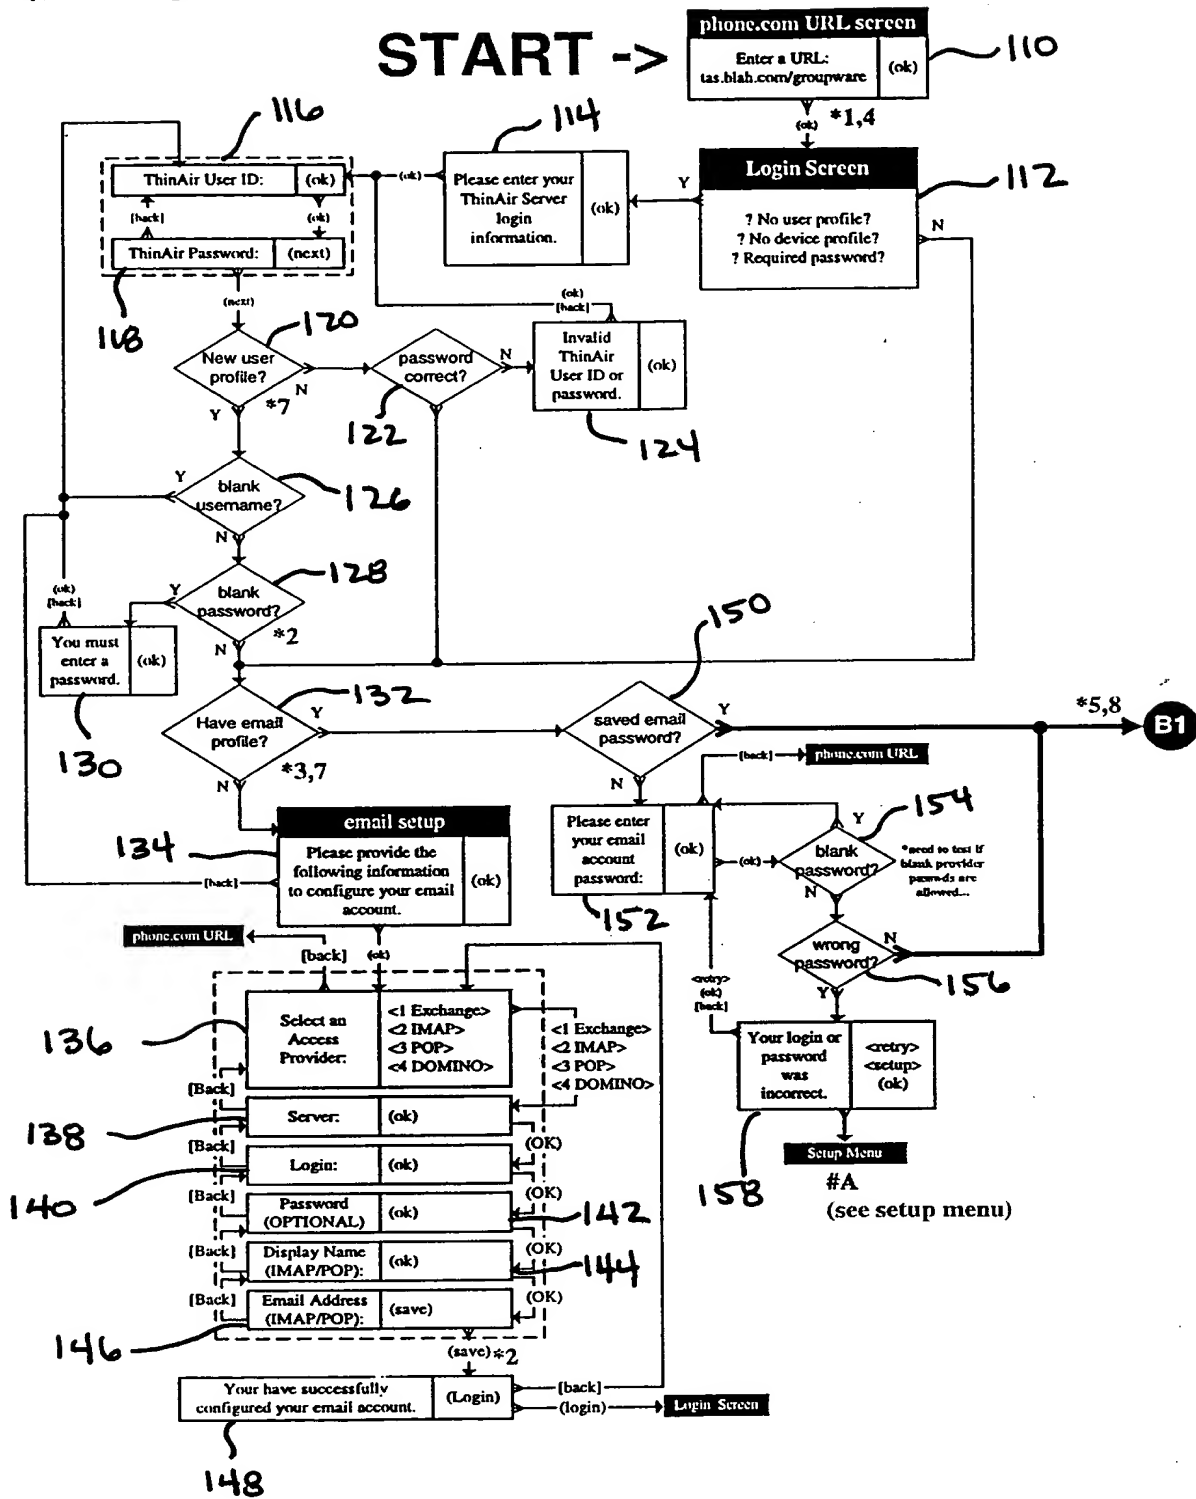 START ->
phone.com URL screen
Enter a URL:
tas.blah.com/groupware
(ok)
110
(ok)
*1,4
116
114
ThinAir User ID:
(ok)
(ok)
Please enter your
ThinAir Server
login
information.
(ok)
Y
Login Screen
112
? No user profile?
? No device profile?
? Required password?
N
[back]
(ok)
ThinAir Password:
(next)
118
(next)
(ok)
[back]
120
New user
profile?
N
*7
Y
password
correct?
N
122
Invalid
ThinAir
User ID or
password.
(ok)
124
Y
blank
username?
126
N
128
(ok)
[back]
Y
blank
password?
*2
N
You must
enter a
password.
(ok)
130
132
Have email
profile?
Y
*3,7
N
150
saved email
password?
Y
*5,8
B1
N
[back]
phone.com URL
134
email setup
Please provide the
following information
to configure your email
account.
(ok)
[back]
Please enter
your email
account
password:
(ok)
152
(ok)
Y
154
blank
password?
*need to test if
blank provider
passwds are
allowed...
N
wrong
password?
N
156
Y
<retry>
(ok)
[back]
Your login or
password
was
incorrect.
<retry>
<setup>
(ok)
158
Setup Menu
#A
(see setup menu)
phone.com URL
[back]
(ok)
136
Select an
Access
Provider:
<1 Exchange>
<2 IMAP>
<3 POP>
<4 DOMINO>
<1 Exchange>
<2 IMAP>
<3 POP>
<4 DOMINO>
[Back]
138
Server:
(ok)
[Back]
(OK)
140
Login:
(ok)
[Back]
(OK)
Password
(OPTIONAL)
(ok)
142
[Back]
(OK)
Display Name
(IMAP/POP):
(ok)
144
[Back]
(OK)
146
Email Address
(IMAP/POP):
(save)
(save)
*2
Your have successfully
configured your email account.
(Login)
[back]
(login)
Login Screen
148